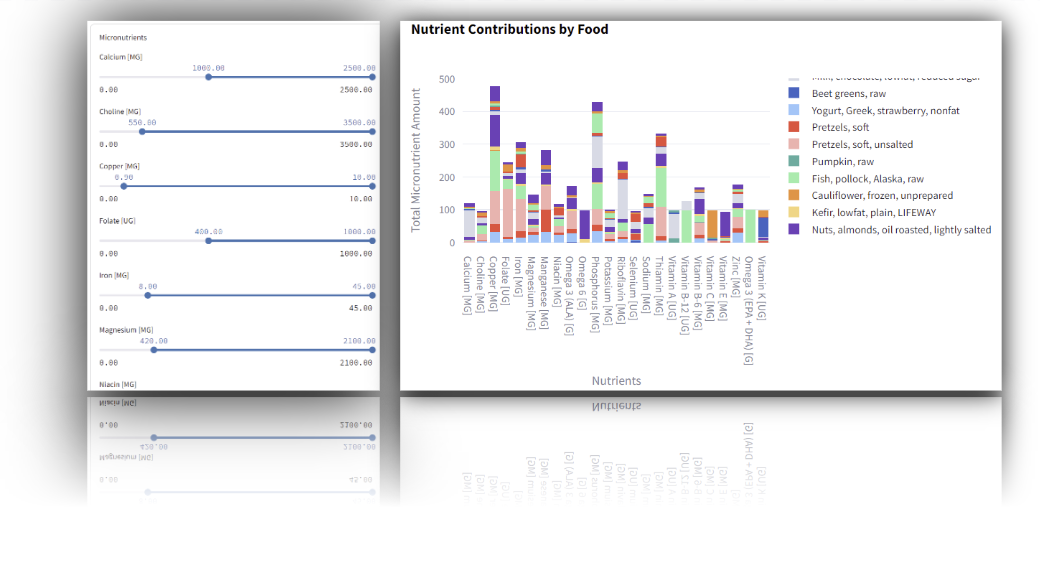 Micronutrients
Calcium [MG]
1000.00 2500.00
0.00 2500.00
Choline [MG]
550.00 3500.00
0.00 3500.00
Copper [MG]
0.90 10.00
0.00 10.00
Folate [UG]
400.00 1000.00
0.00 1000.00
Iron [MG]
8.00 45.00
0.00 45.00
Magnesium [MG]
420.00 2100.00
0.00 2100.00
Niacin [MG]
Nutrient Contributions by Food
Total Micronutrient Amount
500
400
300
200
100
0
Calcium [MG]
Choline [MG]
Copper [MG]
Folate [UG]
Iron [MG]
Magnesium [MG]
Manganese [MG]
Niacin [MG]
Omega 3 (ALA) [G]
Omega 6 [G]
Phosphorus [MG]
Potassium [MG]
Riboflavin [MG]
Selenium [UG]
Sodium [MG]
Thiamin [MG]
Vitamin A [UG]
Vitamin B-12 [UG]
Vitamin B-6 [MG]
Vitamin C [MG]
Vitamin E [MG]
Zinc [MG]
Omega 3 (EPA + DHA) [G]
Vitamin K [UG]
Nutrients
Milk, chocolate, lowfat, reduced sugar
Beet greens, raw
Yogurt, Greek, strawberry, nonfat
Pretzels, soft
Pretzels, soft, unsalted
Pumpkin, raw
Fish, pollock, Alaska, raw
Cauliflower, frozen, unprepared
Kefir, lowfat, plain, LIFEWAY
Nuts, almonds, oil roasted, lightly salted